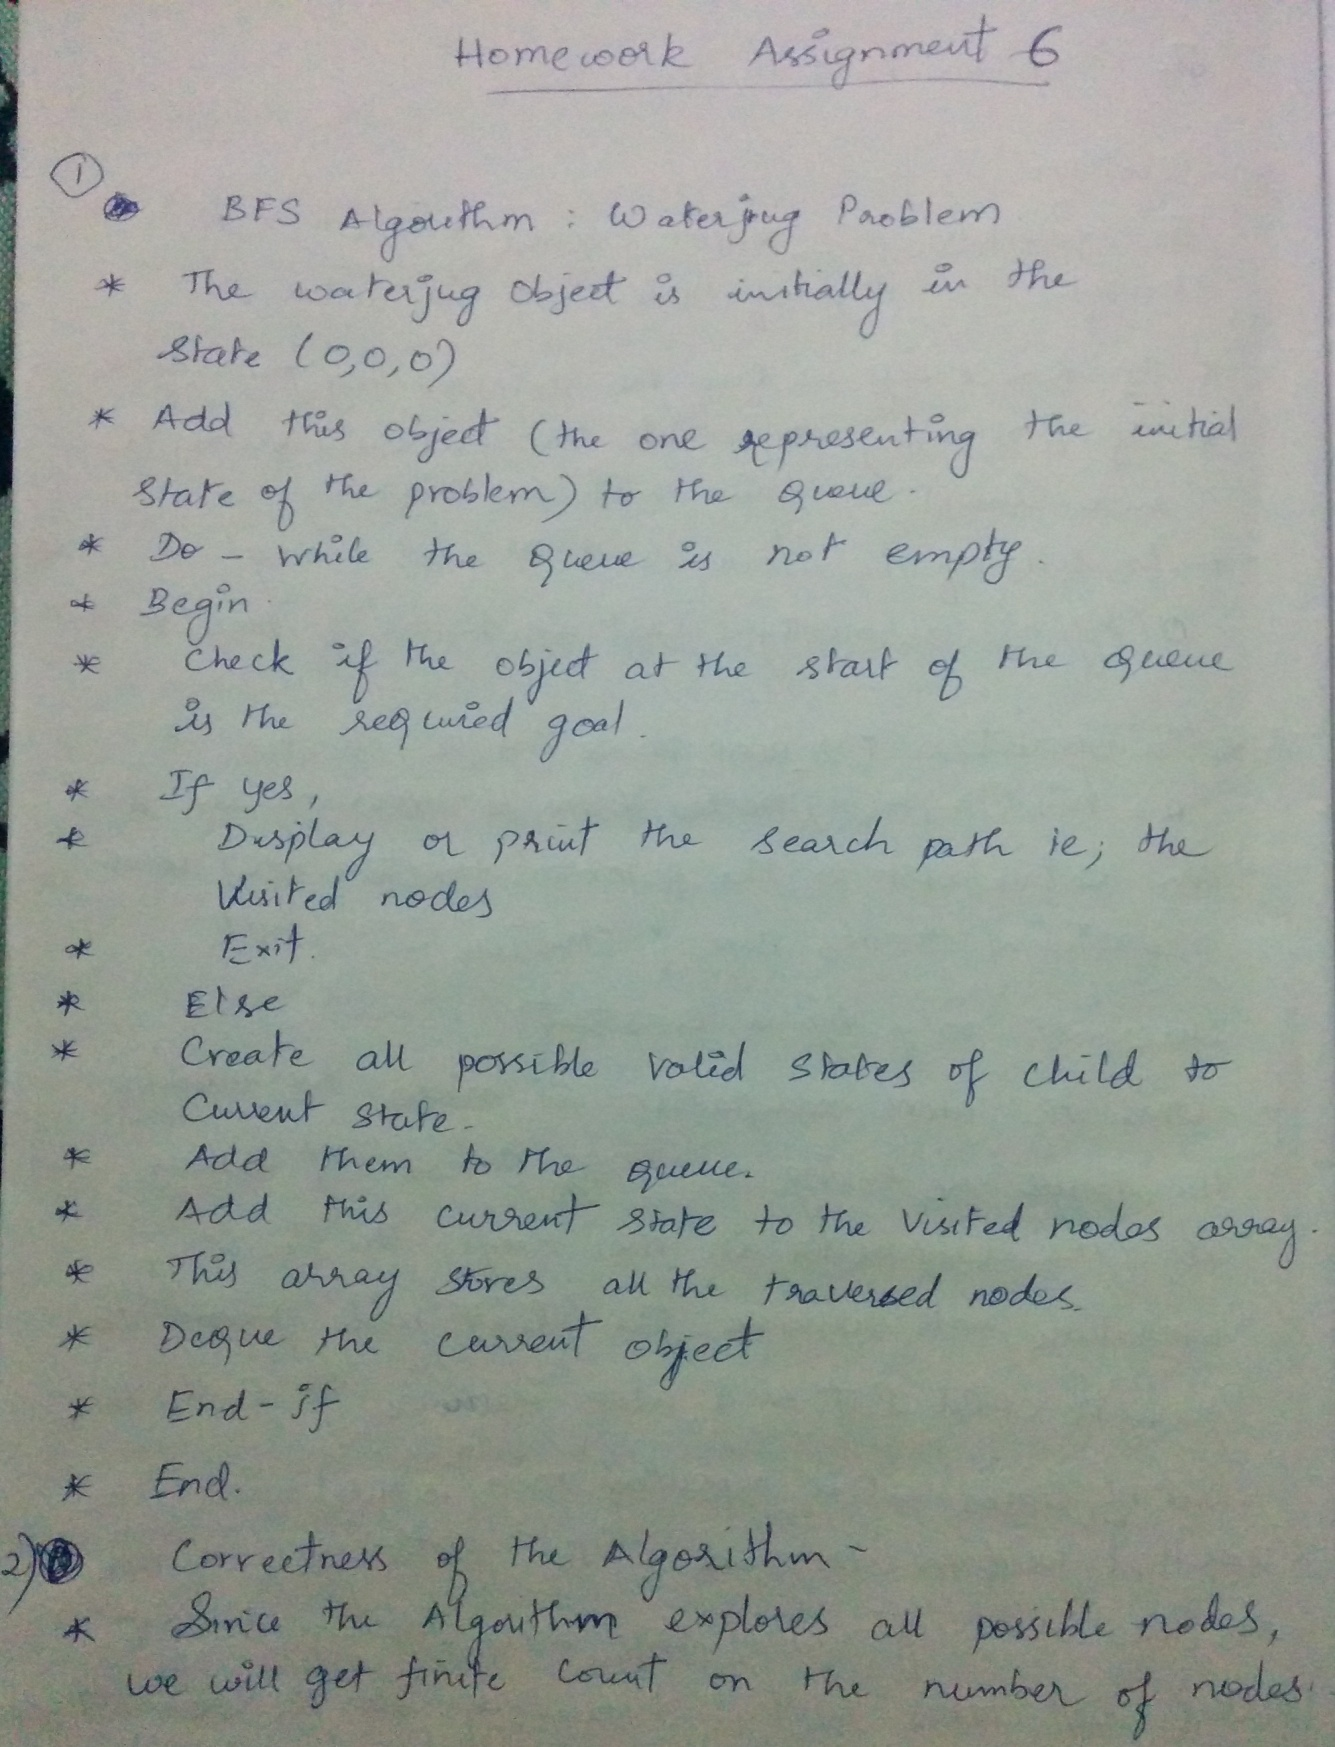 Homework Assignment 6
1
BFS Algorithm : Waterjug Problem
* The waterjug object is initially in the
state (0,0,0)
* Add this object (the one representing the initial
state of the problem) to the Queue.
* Do - while the Queue is not empty.
* Begin.
* Check if the object at the start of the Queue
is the required goal.
* If yes,
* Display or print the search path ie; the
visited nodes
* Exit.
* Else
* Create all possible valid states of child to
current state.
* Add them to the queue.
* Add this current state to the visited nodes array.
* This array stores all the traversed nodes.
* Deque the current object
* End-if
* End.
2) Correctness of the Algorithm -
* Since the Algorithm explores all possible nodes,
we will get finite count on the number of nodes.